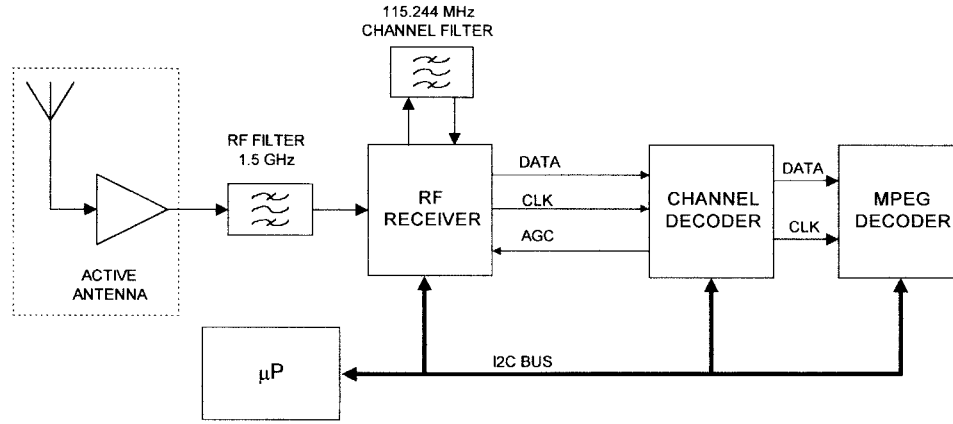 115.244 MHz
CHANNEL FILTER
RF FILTER
1.5 GHz
ACTIVE
ANTENNA
RF
RECEIVER
DATA
CLK
AGC
CHANNEL
DECODER
DATA
CLK
MPEG
DECODER
μP
I2C BUS